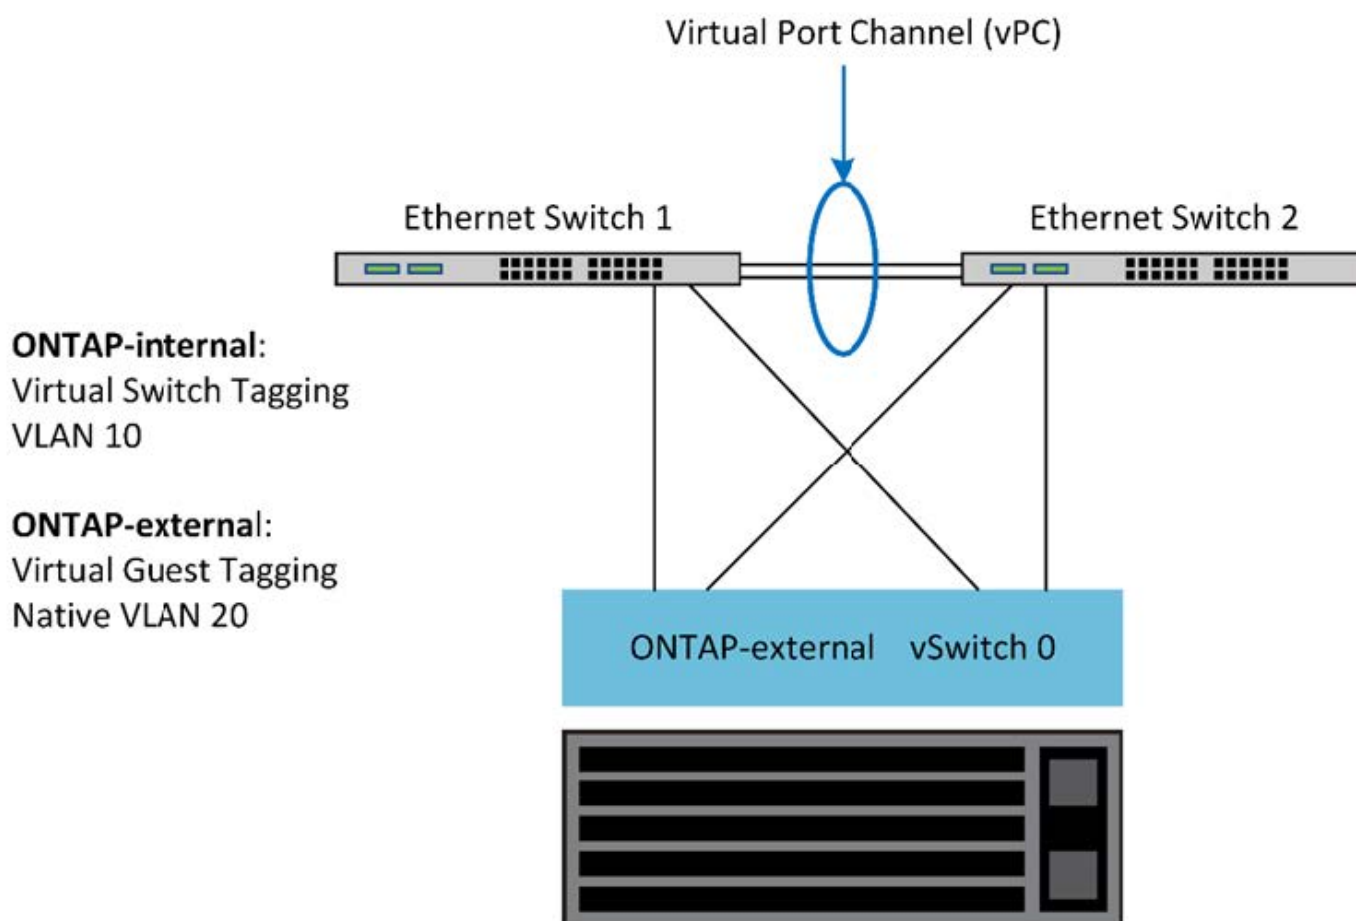 Virtual Port Channel (vPC)
Ethernet Switch 1
Ethernet Switch 2
ONTAP-internal:
Virtual Switch Tagging
VLAN 10
ONTAP-external:
Virtual Guest Tagging
Native VLAN 20
ONTAP-external vSwitch 0